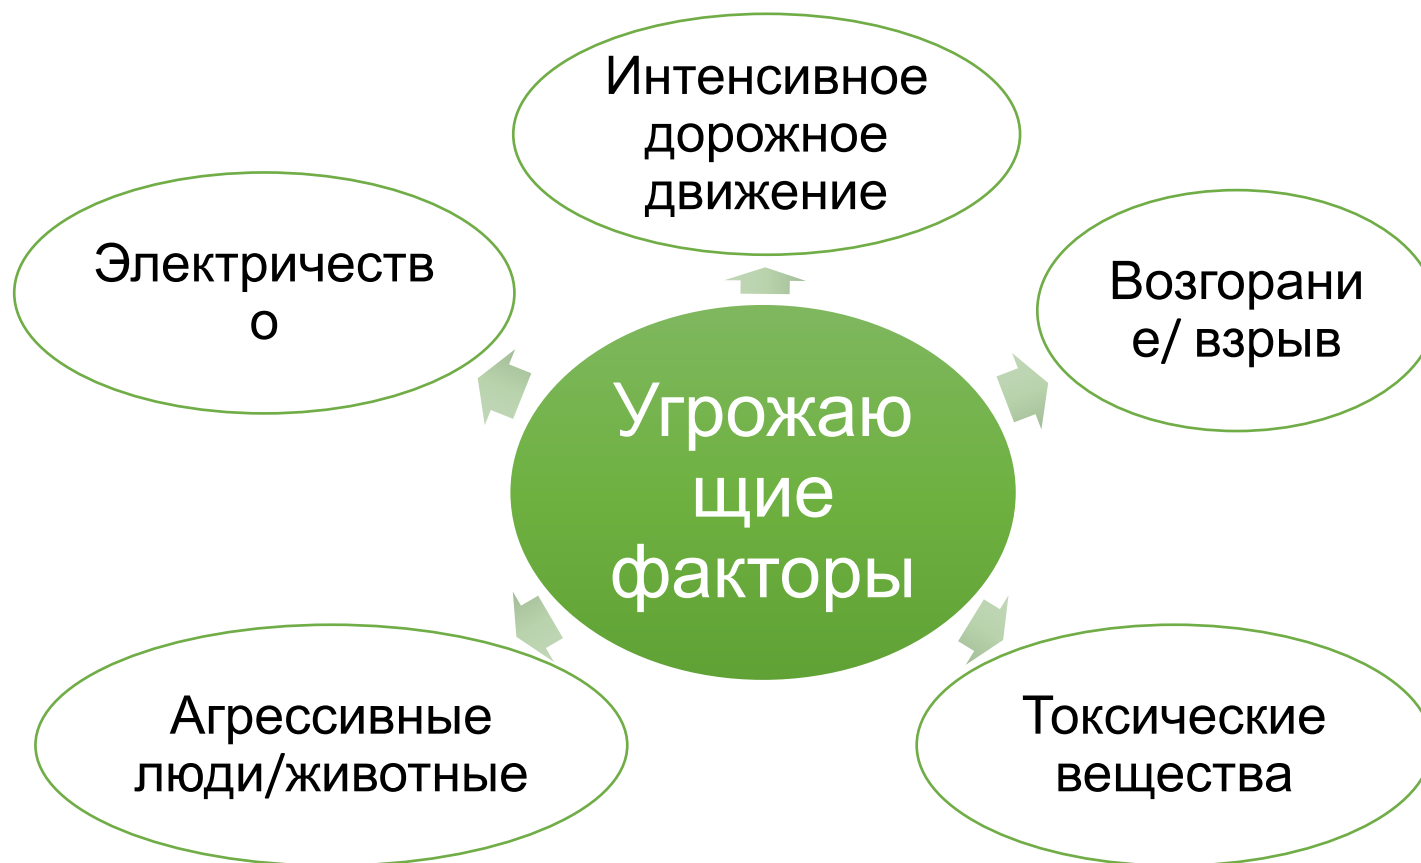 Интенсивное
дорожное
движение
Электричеств
о
Возгорани
е/ взрыв
Угрожаю
щие
факторы
Агрессивные
люди/животные
Токсические
вещества